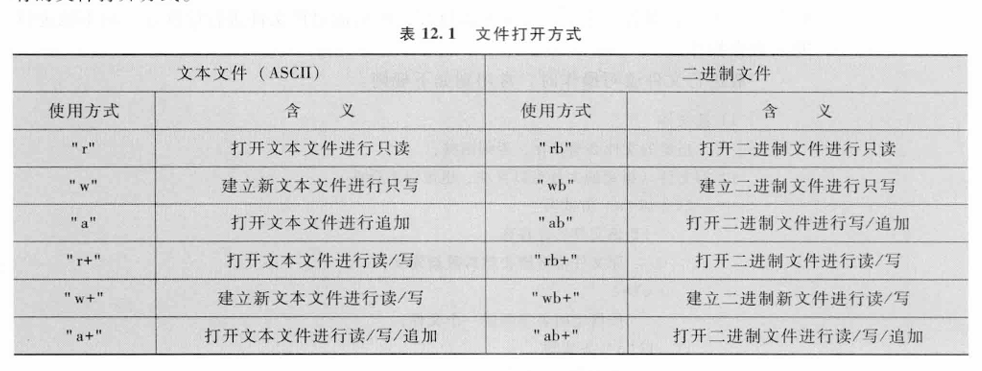 表 12.1 文件打开方式
文本文件（ASCII） 二进制文件
使用方式 含 义 使用方式 含 义
"r" 打开文本文件进行只读 "rb" 打开二进制文件进行只读
"w" 建立新文本文件进行只写 "wb" 建立二进制文件进行只写
"a" 打开文本文件进行追加 "ab" 打开二进制文件进行写/追加
"r+" 打开文本文件进行读/写 "rb+" 打开二进制文件进行读/写
"w+" 建立新文本文件进行读/写 "wb+" 建立二进制新文件进行读/写
"a+" 打开文本文件进行读/写/追加 "ab+" 打开二进制文件进行读/写/追加